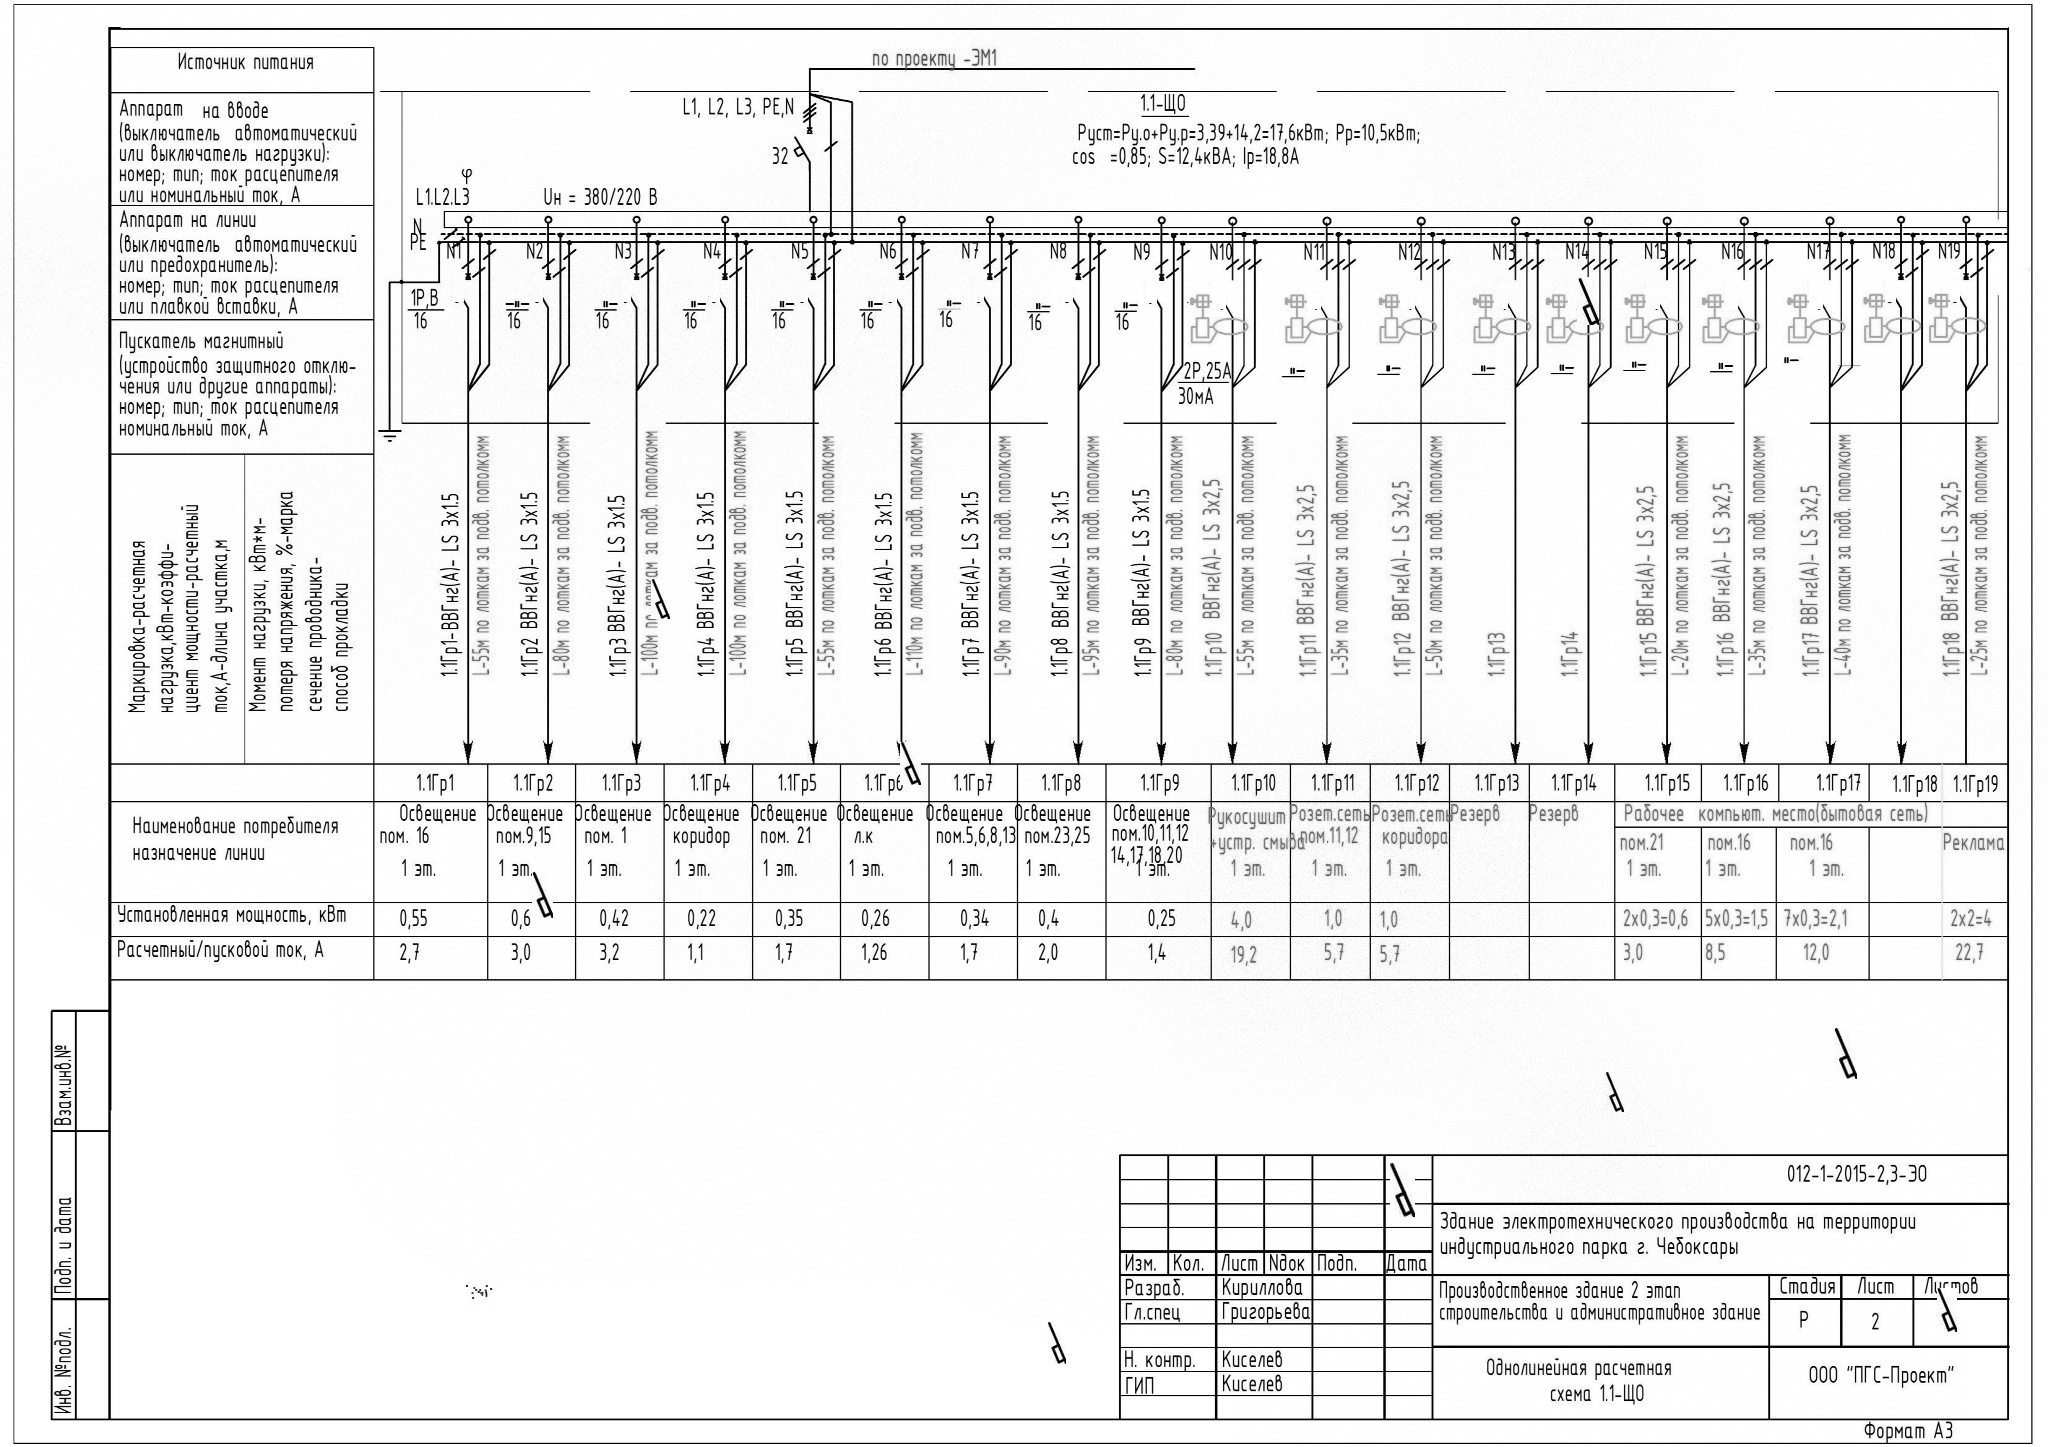 Источник питания
Аппарат на вводе
(выключатель автоматический
или выключатель нагрузки):
номер; тип; ток расцепителя
или номинальный ток, А
Аппарат на линии
(выключатель автоматический
или предохранитель):
номер; тип; ток расцепителя
или плавкой вставки, А
Пускатель магнитный
(устройство защитного отклю-
чения или другие аппараты):
номер; тип; ток расцепителя
номинальный ток, А
Маркировка-расчетная
нагрузка,кВт-коэффи-
циент мощности-расчетный
ток,А-длина участка,м
Момент нагрузки, кВт*м-
потеря напряжения, %-марка
сечение проводника-
способ прокладки
по проекту -ЭМ1
L1, L2, L3, PE,N
32
1.1-ЩО
Руст=Ру.о+Ру.р=3,39+14,2=17,6кВт; Рр=10,5кВт;
cos =0,85; S=12,4кВА; Iр=18,8А
φ
L1.L2.L3
Uн = 380/220 В
N
PE
N1 N2 N3 N4 N5 N6 N7 N8 N9 N10 N11 N12 N13 N14 N15 N16 N17 N18 N19
1Р,В
16
-"-
16
-"-
16
-"-
16
-"-
16
-"-
16
"-
16
"-
16
"-
16
2Р,25А
30мА
"- "- "- "- "- "- "-
1.1Гр1-ВВГнг(А)- LS 3х1.5
L-55м по лоткам за подв. потолкомм
1.1Гр2 ВВГнг(А)- LS 3х1.5
L-80м по лоткам за подв. потолкомм
1.1Гр3 ВВГнг(А)- LS 3х1.5
L-100м по лоткам за подв. потолкомм
1.1Гр4 ВВГнг(А)- LS 3х1.5
L-100м по лоткам за подв. потолкомм
1.1Гр5 ВВГнг(А)- LS 3х1.5
L-55м по лоткам за подв. потолкомм
1.1Гр6 ВВГнг(А)- LS 3х1.5
L-110м по лоткам за подв. потолкомм
1.1Гр7 ВВГнг(А)- LS 3х1.5
L-90м по лоткам за подв. потолкомм
1.1Гр8 ВВГнг(А)- LS 3х1.5
L-95м по лоткам за подв. потолкомм
1.1Гр9 ВВГнг(А)- LS 3х1.5
L-80м по лоткам за подв. потолкомм
1.1Гр10 ВВГнг(А)- LS 3х2,5
L-55м по лоткам за подв. потолкомм
1.1Гр11 ВВГнг(А)- LS 3х2,5
L-35м по лоткам за подв. потолкомм
1.1Гр12 ВВГнг(А)- LS 3х2,5
L-50м по лоткам за подв. потолкомм
1.1Гр13
1.1Гр14
1.1Гр15 ВВГнг(А)- LS 3х2,5
L-20м по лоткам за подв. потолкомм
1.1Гр16 ВВГнг(А)- LS 3х2,5
L-35м по лоткам за подв. потолкомм
1.1Гр17 ВВГнг(А)- LS 3х2,5
L-40м по лоткам за подв. потолкомм
1.1Гр18 ВВГнг(А)- LS 3х2,5
L-25м по лоткам за подв. потолкомм
1.1Гр1 1.1Гр2 1.1Гр3 1.1Гр4 1.1Гр5 1.1Гр6 1.1Гр7 1.1Гр8 1.1Гр9 1.1Гр10 1.1Гр11 1.1Гр12 1.1Гр13 1.1Гр14 1.1Гр15 1.1Гр16 1.1Гр17 1.1Гр18 1.1Гр19
Наименование потребителя
назначение линии
Освещение
пом. 16
1 эт.
Освещение
пом.9,15
1 эт.
Освещение
пом. 1
1 эт.
Освещение
коридор
1 эт.
Освещение
пом. 21
1 эт.
Освещение
л.к
1 эт.
Освещение
пом.5,6,8,13
1 эт.
Освещение
пом.23,25
1 эт.
Освещение
пом.10,11,12
14,17,18,20
1 эт.
Рукосушит
+устр. смыва
1 эт.
Розет.сеть
пом.11,12
1 эт.
Розет.сеть
коридора
1 эт.
Резерв
Резерв
Рабочее компьют. место(бытовая сеть)
пом.21
1 эт.
пом.16
1 эт.
пом.16
1 эт.
Реклама
Установленная мощность, кВт
0,55 0,6 0,42 0,22 0,35 0,26 0,34 0,4 0,25 4,0 1,0 1,0 2х0,3=0,6 5х0,3=1,5 7х0,3=2,1 2х2=4
Расчетный/пусковой ток, А
2,7 3,0 3,2 1,1 1,7 1,26 1,7 2,0 1,4 19,2 5,7 5,7 3,0 8,5 12,0 22,7
Взам.инв.№
Подп. и дата
Инв. №подл.
012-1-2015-2,3-ЭО
Здание электротехнического производства на территории
индустриального парка г. Чебоксары
Изм. Кол. Лист Nдок Подп. Дата
Разраб. Кириллова
Гл.спец Григорьева
Н. контр. Киселев
ГИП Киселев
Производственное здание 2 этап
строительства и административное здание
Стадия Лист Листов
Р 2
Однолинейная расчетная
схема 1.1-ЩО
ООО "ПГС-Проект"
Формат А3